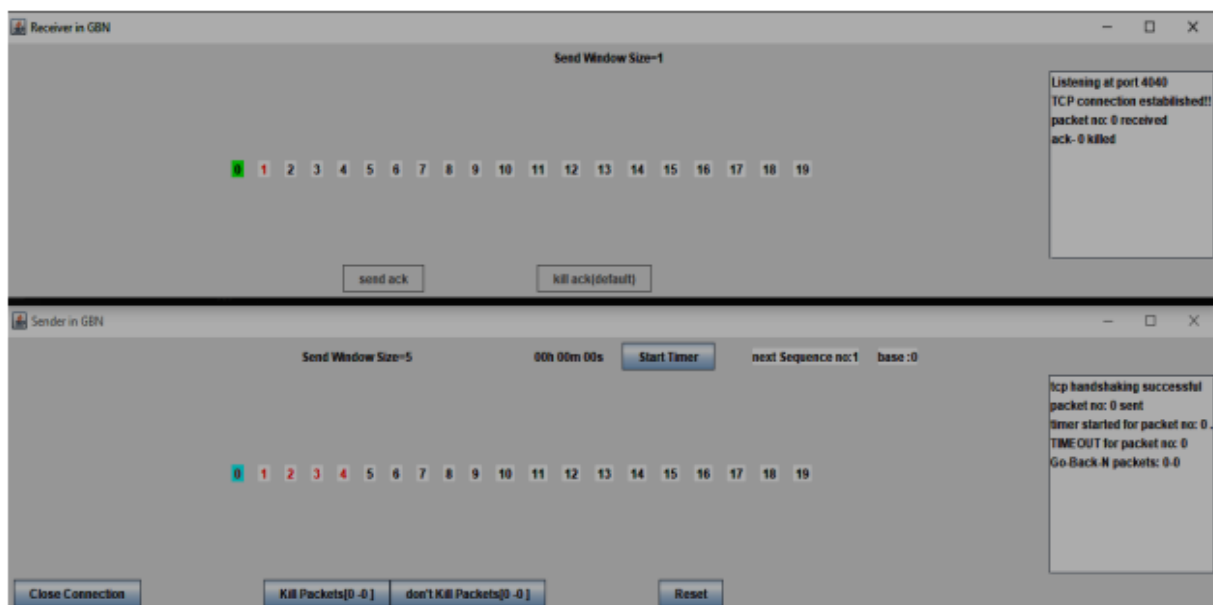 Receiver in GBN
Send Window Size=1
Listening at port 4040
TCP connection estabilished!!
packet no: 0 received
ack- 0 killed
0 1 2 3 4 5 6 7 8 9 10 11 12 13 14 15 16 17 18 19
send ack
kill ack(default)
Sender in GBN
Send Window Size=5
00h 00m 00s
Start Timer
next Sequence no:1
base :0
tcp handshaking successful
packet no: 0 sent
timer started for packet no: 0 .
TIMEOUT for packet no: 0
Go-Back-N packets: 0-0
0 1 2 3 4 5 6 7 8 9 10 11 12 13 14 15 16 17 18 19
Close Connection
Kill Packets[0 -0 ]
don't Kill Packets[0 -0 ]
Reset